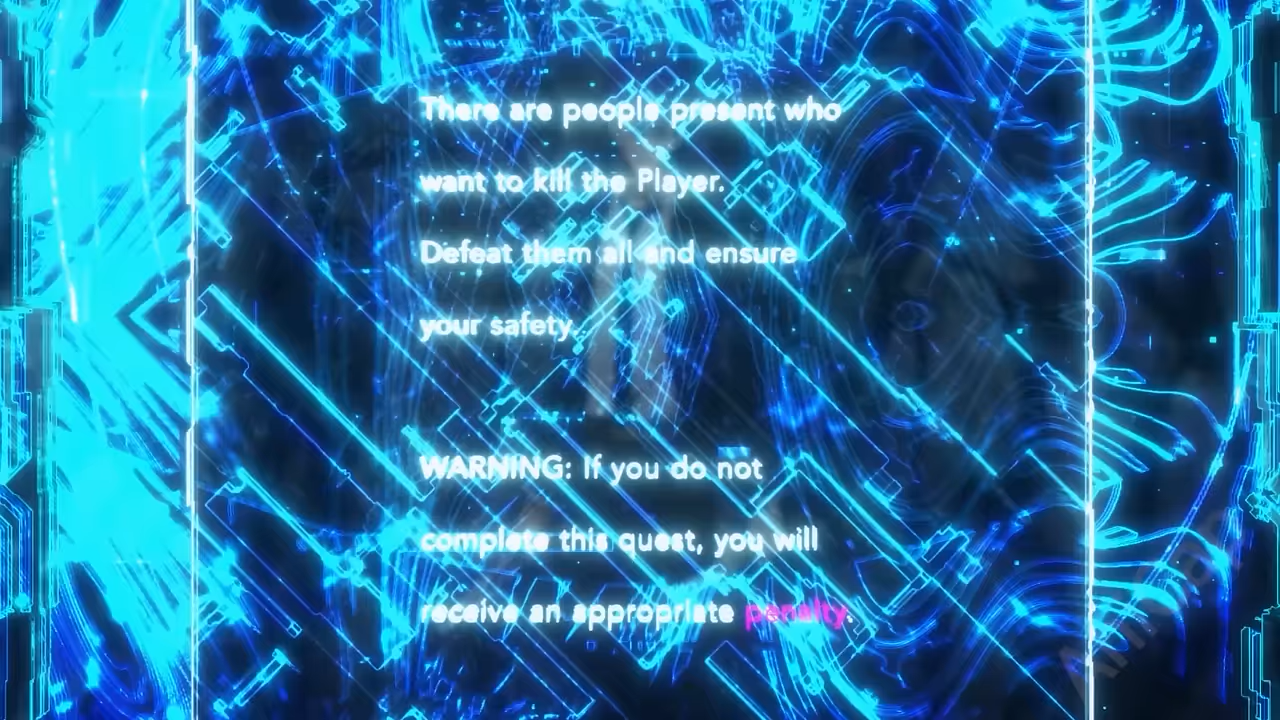 There are people present who
want to kill the Player.
Defeat them all and ensure
your safety.
WARNING: If you do not
complete this quest, you will
receive an appropriate penalty.